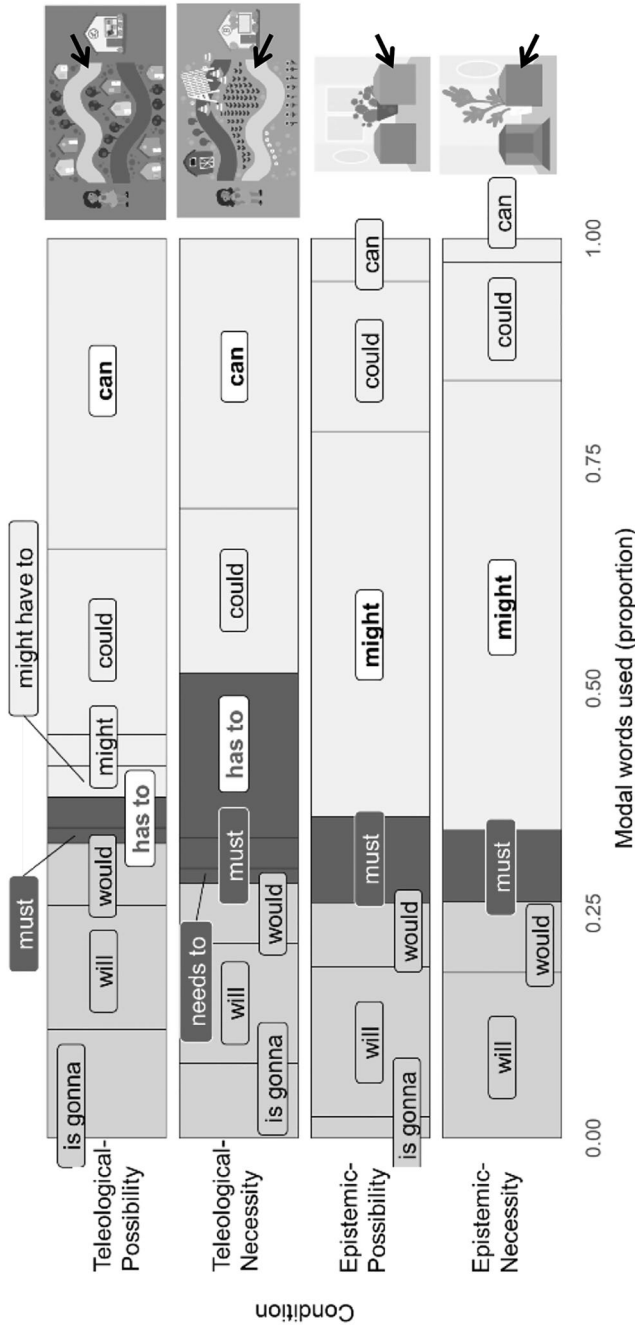 Condition
Teleological-
Possibility
is gonna
will
would
must
has to
might have to
might
could
can
Teleological-
Necessity
is gonna
will
needs to
would
must
has to
could
can
Epistemic-
Possibility
is gonna
will
would
must
might
could
can
Epistemic-
Necessity
will
would
must
might
could
can
0.00
0.25
0.50
0.75
1.00
Modal words used (proportion)